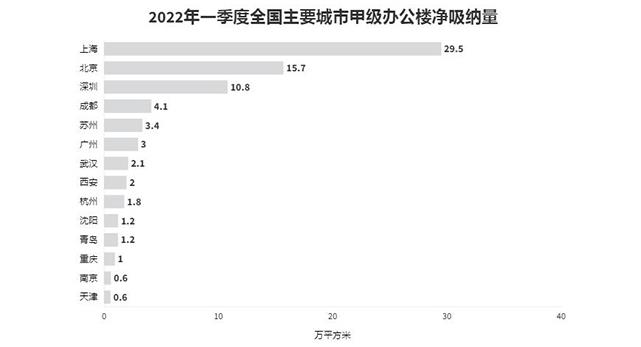 2022年一季度全国主要城市甲级办公楼净吸纳量
上海 29.5
北京 15.7
深圳 10.8
成都 4.1
苏州 3.4
广州 3
武汉 2.1
西安 2
杭州 1.8
沈阳 1.2
青岛 1.2
重庆 1
南京 0.6
天津 0.6
0 10 20 30 40
万平方米